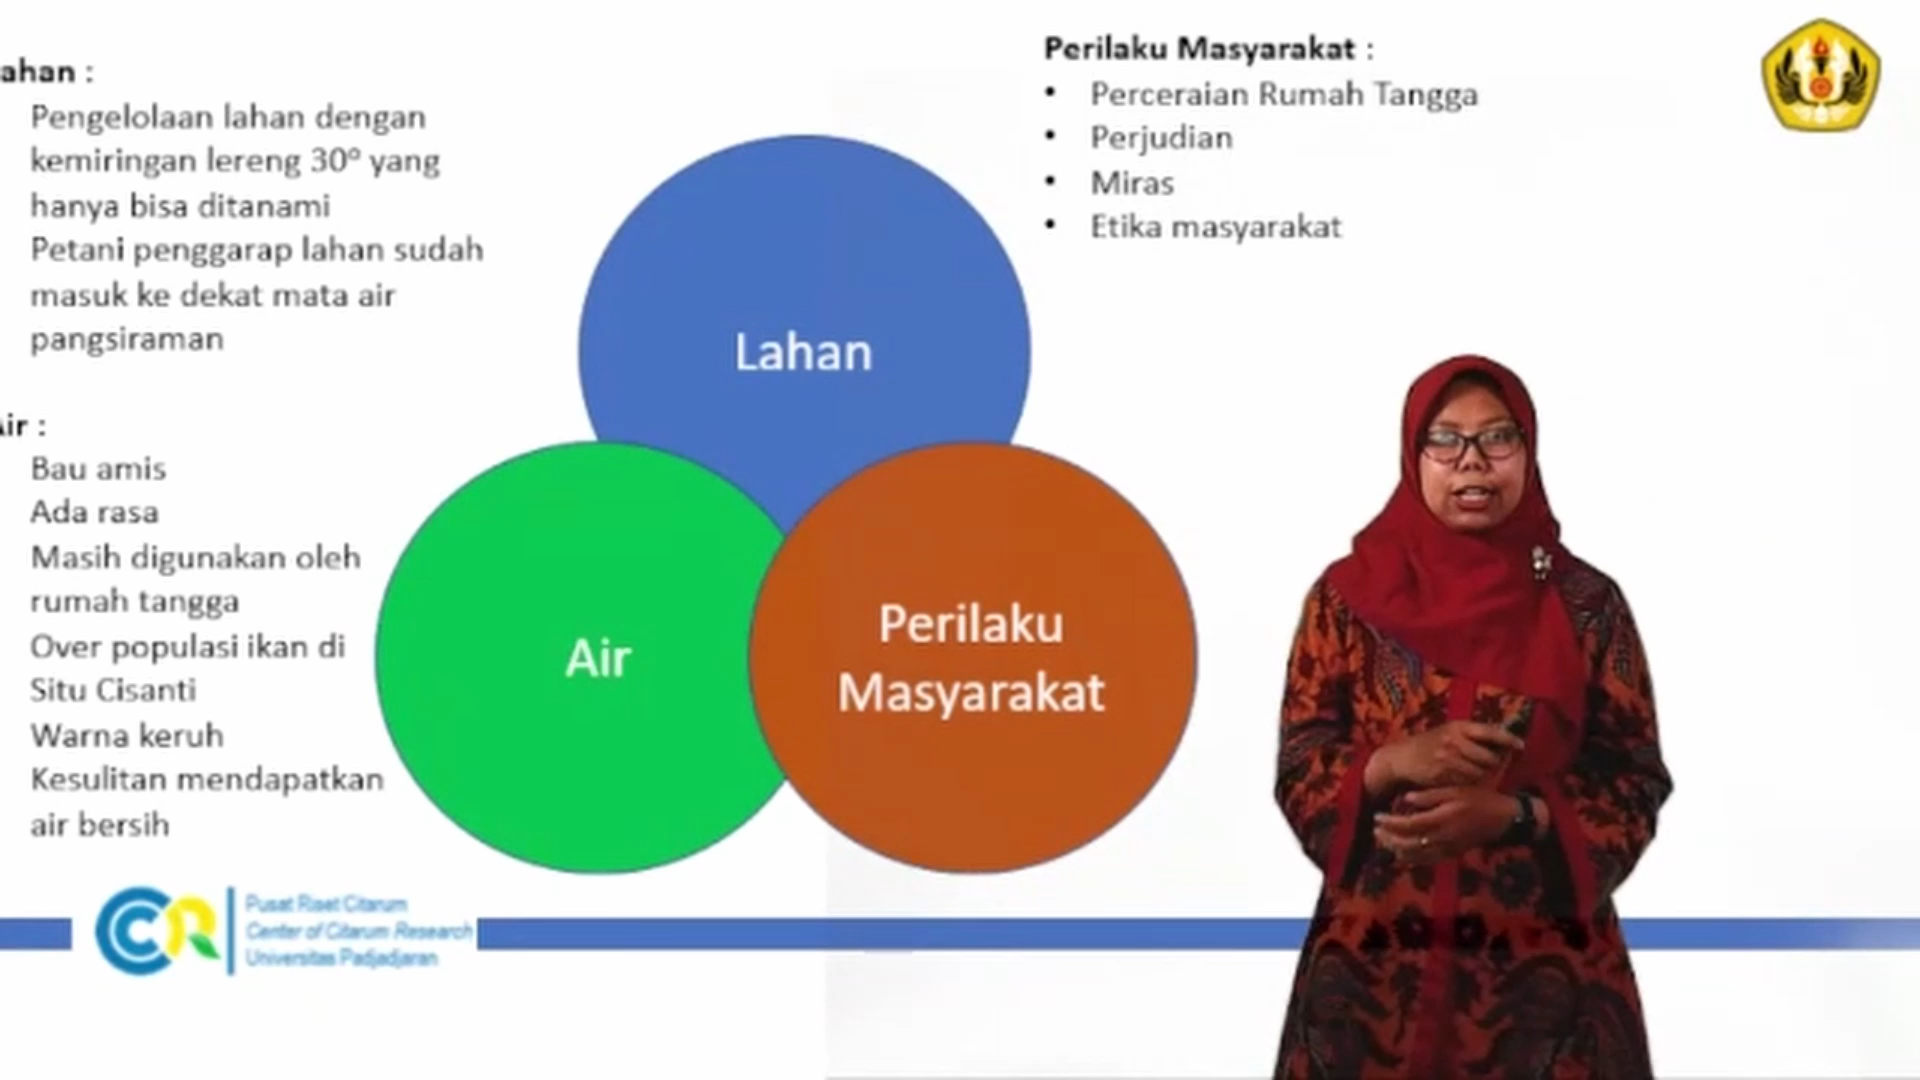 ahan :
Pengelolaan lahan dengan
kemiringan lereng 30° yang
hanya bisa ditanami
Petani penggarap lahan sudah
masuk ke dekat mata air
pangsiraman
Air :
Bau amis
Ada rasa
Masih digunakan oleh
rumah tangga
Over populasi ikan di
Situ Cisanti
Warna keruh
Kesulitan mendapatkan
air bersih
Perilaku Masyarakat :
• Perceraian Rumah Tangga
• Perjudian
• Miras
• Etika masyarakat
Lahan
Air
Perilaku
Masyarakat
CR
Pusat Riset Citarum
Center of Citarum Research
Universitas Padjadjaran